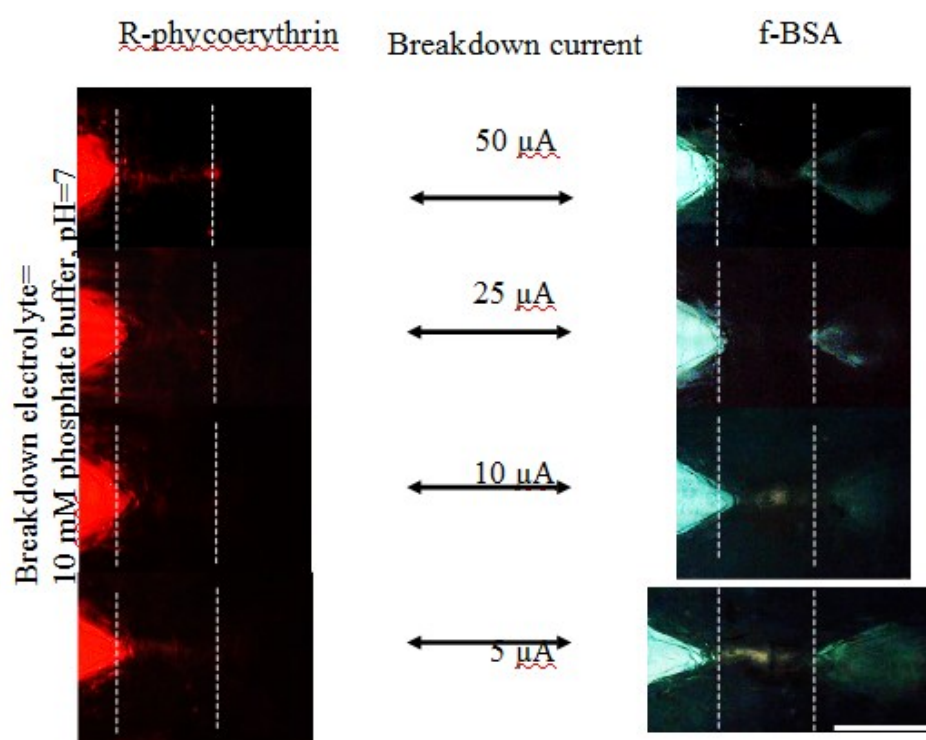 R-phycoerythrin
Breakdown current
f-BSA
50 µA
25 µA
10 µA
5 µA
Breakdown electrolyte=
10 mM phosphate buffer, pH=7